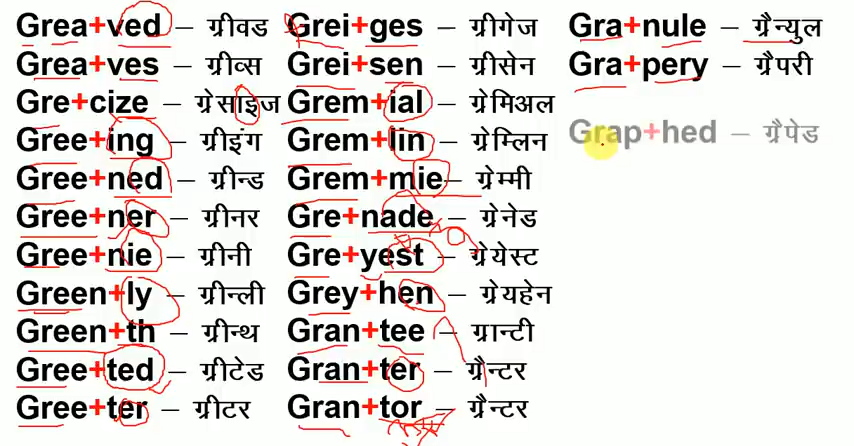 Grea+ved – ग्रीवड
Grea+ves – ग्रीव्स
Gre+cize – ग्रेसाइज
Gree+ing – ग्रीइंग
Gree+ned – ग्रीन्ड
Gree+ner – ग्रीनर
Gree+nie – ग्रीनी
Green+ly – ग्रीन्ली
Green+th – ग्रीन्थ
Gree+ted – ग्रीटेड
Gree+ter – ग्रीटर
Grei+ges – ग्रीगेज
Grei+sen – ग्रीसेन
Grem+ial – ग्रेमिअल
Grem+lin – ग्रेम्लिन
Grem+mie – ग्रेम्मी
Gre+nade – ग्रेनेड
Gre+yest – ग्रेयेस्ट
Grey+hen – ग्रेयहेन
Gran+tee – ग्रान्टी
Gran+ter – ग्रैन्टर
Gran+tor – ग्रैन्टर
Gra+nule – ग्रैन्युल
Gra+pery – ग्रैपरी
Grap+hed – ग्रैपेड